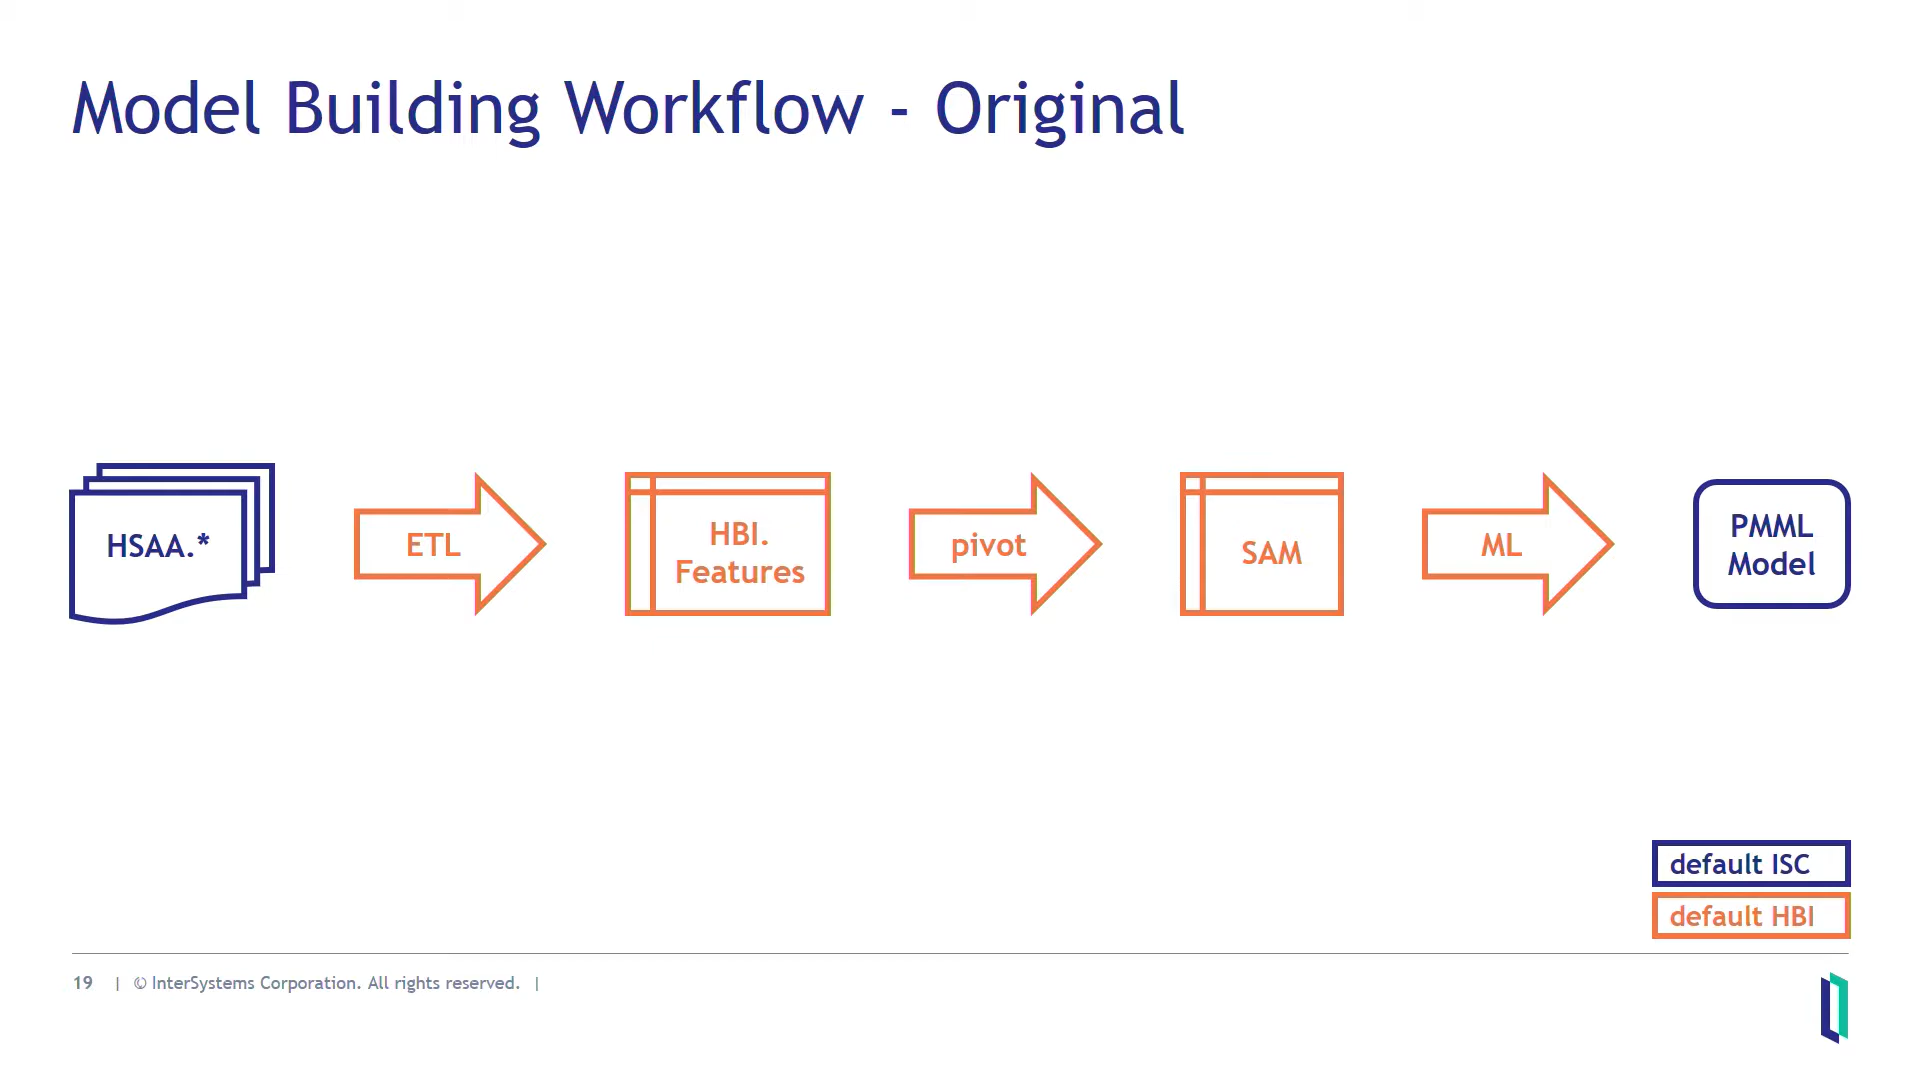 Model Building Workflow - Original
HSAA.*
ETL
HBI.
Features
pivot
SAM
ML
PMML
Model
default ISC
default HBI
19 | © InterSystems Corporation. All rights reserved. |